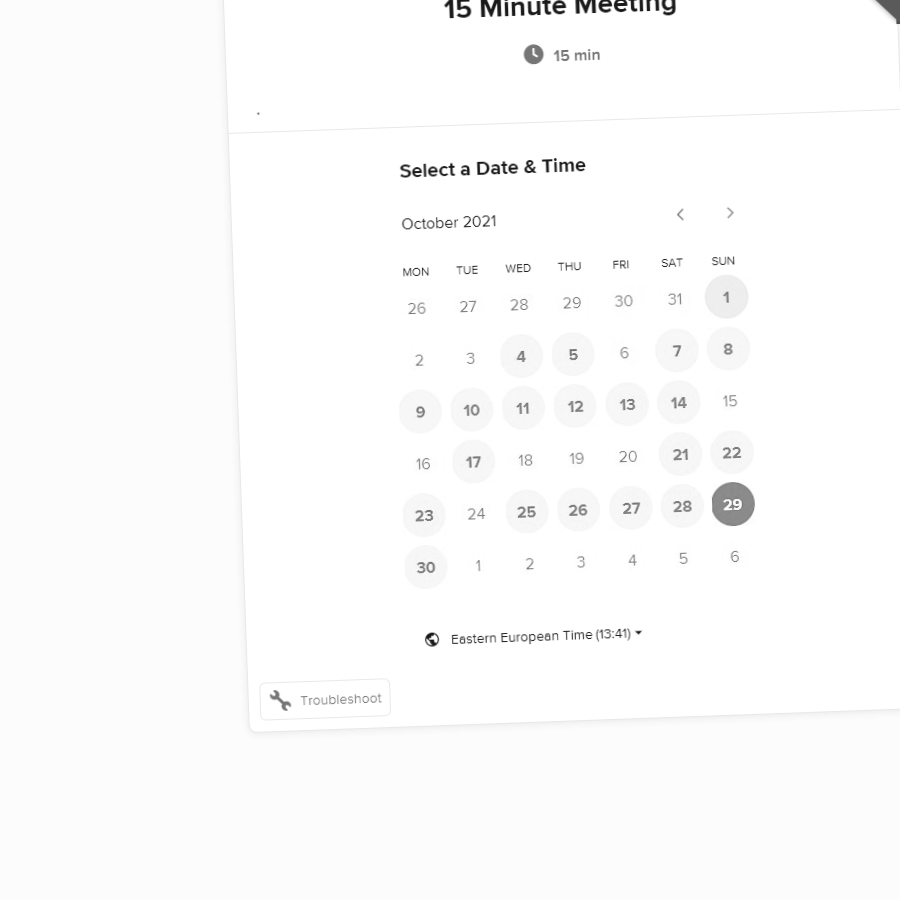 15 Minute Meeting
15 min
Select a Date & Time
October 2021
MON TUE WED THU FRI SAT SUN
26 27 28 29 30 31 1
2 3 4 5 6 7 8
9 10 11 12 13 14 15
16 17 18 19 20 21 22
23 24 25 26 27 28 29
30 1 2 3 4 5 6
Eastern European Time (13:41)
Troubleshoot